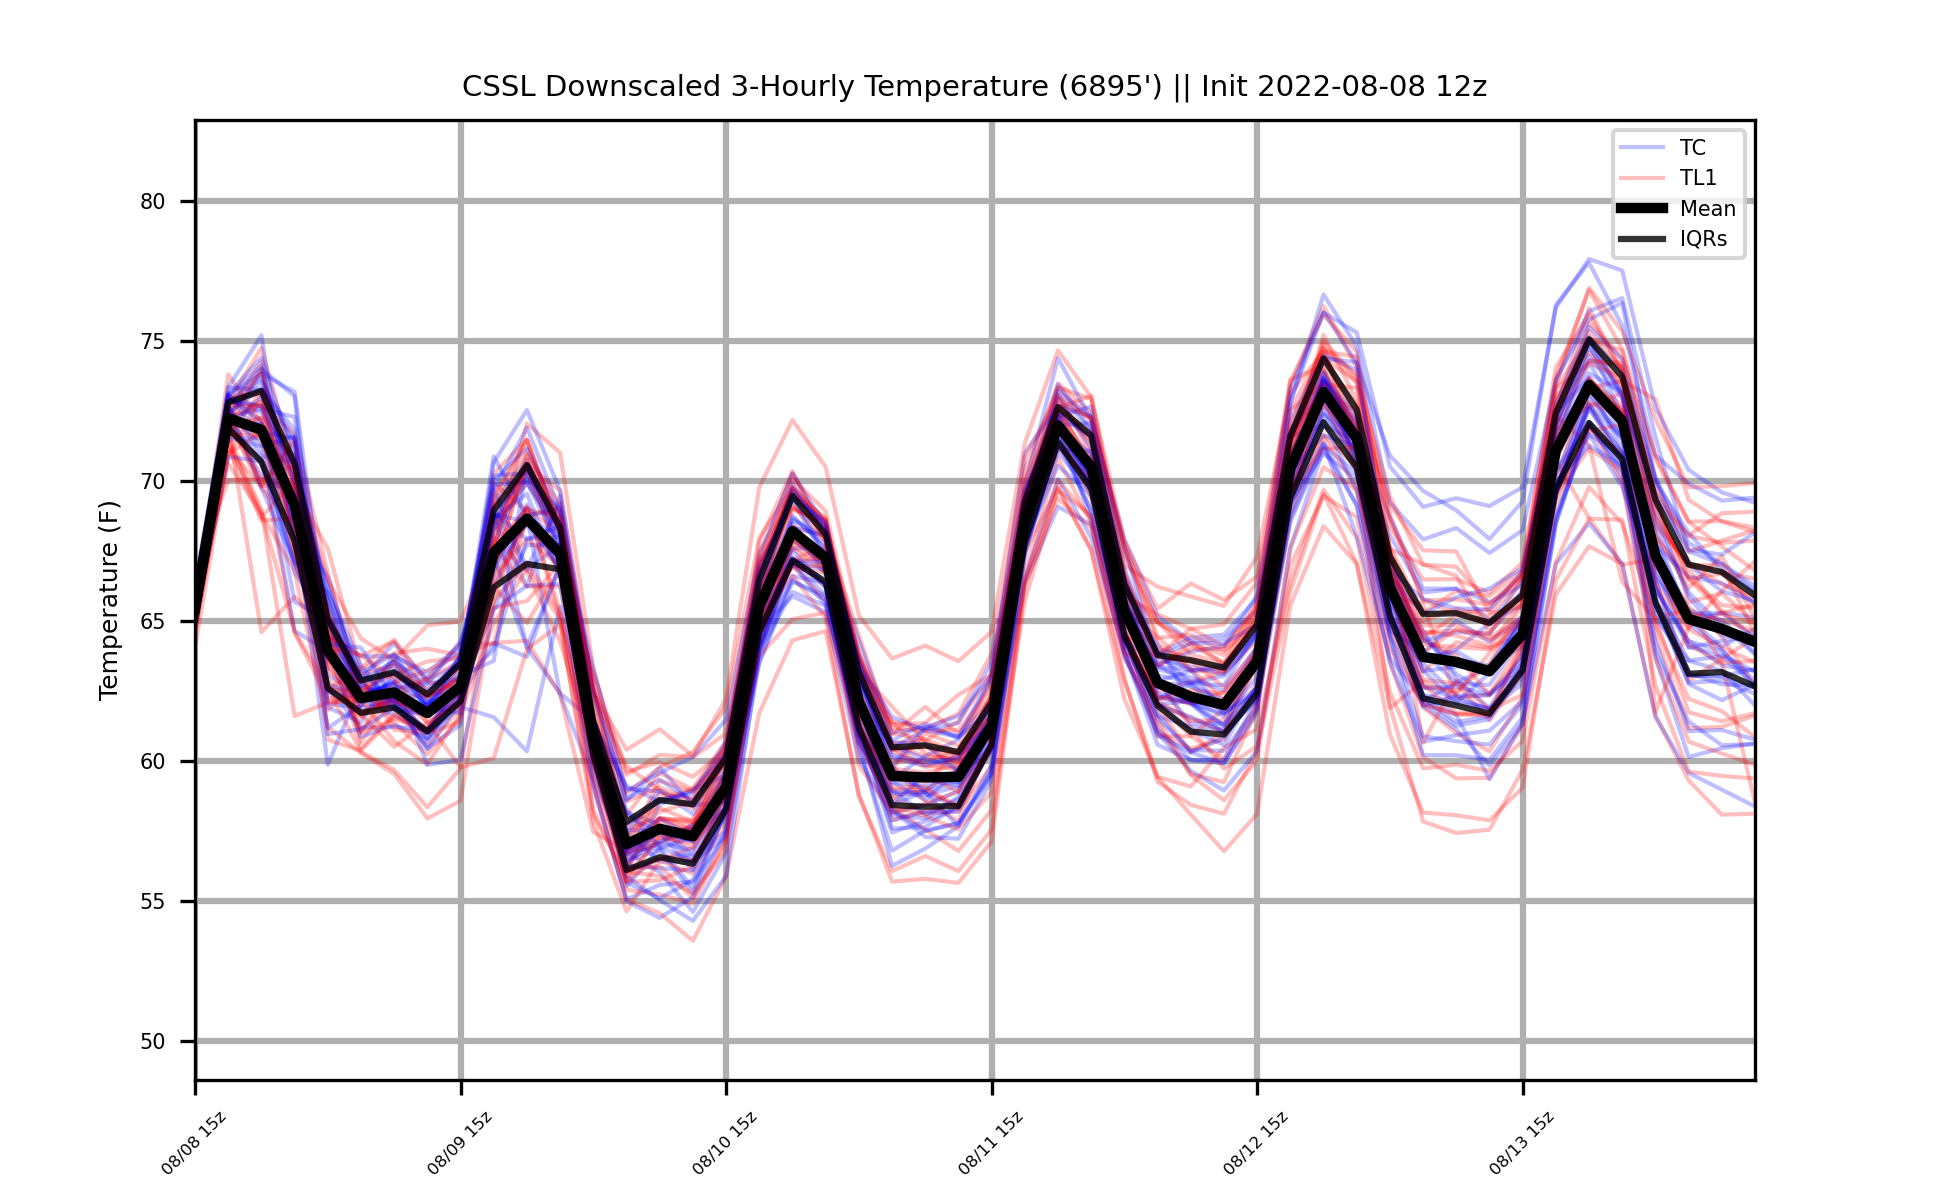 CSSL Downscaled 3-Hourly Temperature (6895') || Init 2022-08-08 12z
TC
TL1
Mean
IQRs
Temperature (F)
80
75
70
65
60
55
50
08/08 15z
08/09 15z
08/10 15z
08/11 15z
08/12 15z
08/13 15z